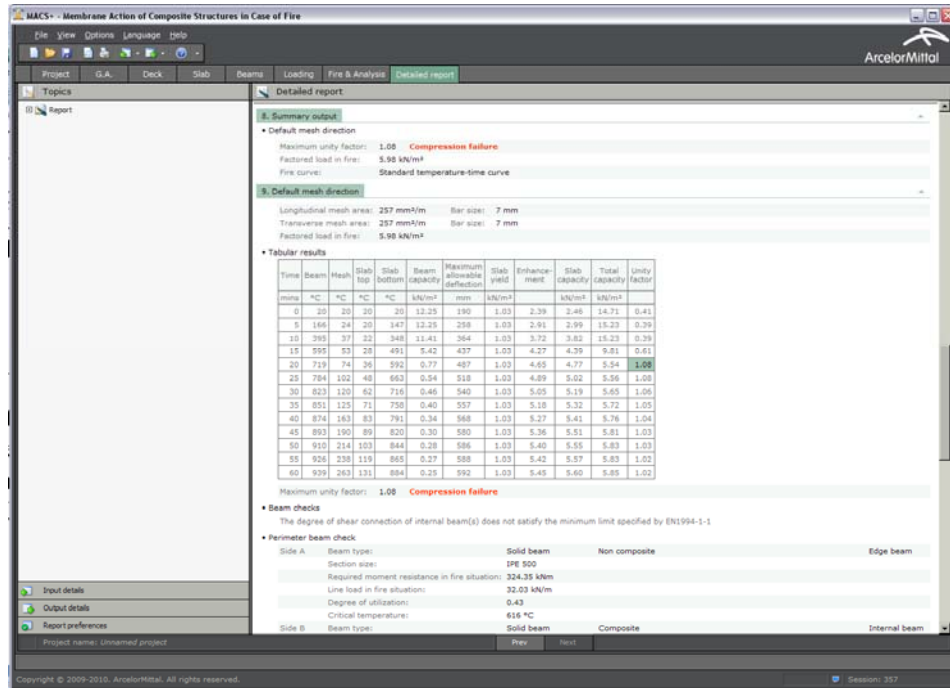 MACS+ - Membrane Action of Composite Structures in Case of Fire
File View Options Language Help
ArcelorMittal
Project G.A. Deck Slab Beams Loading Fire & Analysis Detailed report
Topics
Report
Detailed report
8. Summary output
• Default mesh direction
Maximum unity factor: 1.08 Compression failure
Factored load in fire: 5.98 kN/m²
Fire curve: Standard temperature-time curve
9. Default mesh direction
Longitudinal mesh area: 257 mm²/m Bar size: 7 mm
Transverse mesh area: 257 mm²/m Bar size: 7 mm
Factored load in fire: 5.98 kN/m²
• Tabular results
Time Beam Mesh Slab top Slab bottom Beam capacity Maximum allowable deflection Slab yield Enhance-ment Slab capacity Total capacity Unity factor
mins °C °C °C °C kN/m² mm kN/m² kN/m² kN/m²
0 20 20 20 20 12.25 190 1.03 2.39 2.46 14.71 0.41
5 166 24 20 147 12.25 258 1.03 2.91 2.99 15.23 0.39
10 395 37 22 348 11.41 364 1.03 3.72 3.82 15.23 0.39
15 595 53 28 491 5.42 437 1.03 4.27 4.39 9.81 0.61
20 719 74 36 592 0.77 487 1.03 4.65 4.77 5.54 1.08
25 784 102 48 663 0.54 518 1.03 4.89 5.02 5.56 1.08
30 823 120 62 716 0.46 540 1.03 5.05 5.19 5.65 1.06
35 851 125 71 758 0.40 557 1.03 5.18 5.32 5.72 1.05
40 874 163 83 791 0.34 568 1.03 5.27 5.41 5.76 1.04
45 893 190 89 820 0.30 580 1.03 5.36 5.51 5.81 1.03
50 910 214 103 844 0.28 586 1.03 5.40 5.55 5.83 1.03
55 926 238 119 865 0.27 588 1.03 5.42 5.57 5.83 1.02
60 939 263 131 884 0.25 592 1.03 5.45 5.60 5.85 1.02
Maximum unity factor: 1.08 Compression failure
• Beam checks
The degree of shear connection of internal beam(s) does not satisfy the minimum limit specified by EN1994-1-1
• Perimeter beam check
Side A Beam type: Solid beam Non composite Edge beam
Section size: IPE 500
Required moment resistance in fire situation: 324.35 kNm
Line load in fire situation: 32.03 kN/m
Degree of utilization: 0.43
Critical temperature: 616 °C
Side B Beam type: Solid beam Composite Internal beam
Input details
Output details
Report preferences
Project name: Unnamed project
Prev Next
Copyright © 2009-2010. ArcelorMittal. All rights reserved.
Session: 357